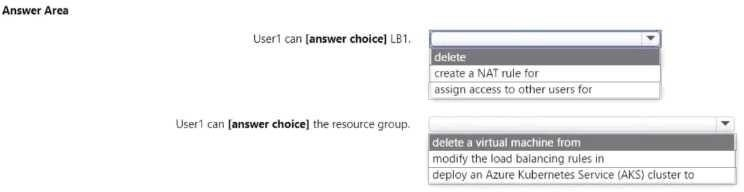 Answer Area
User1 can [answer choice] LB1.
delete
create a NAT rule for
assign access to other users for
User1 can [answer choice] the resource group.
delete a virtual machine from
modify the load balancing rules in
deploy an Azure Kubernetes Service (AKS) cluster to